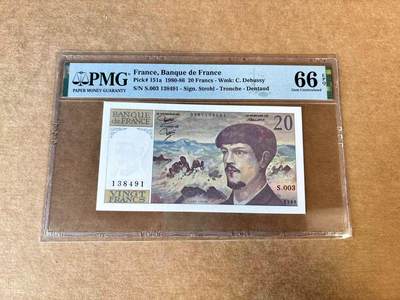 PMG
PAPER MONEY GUARANTY
France, Banque de France
Pick# 151a 1980-86 20 Francs - Wmk: C. Debussy
S/N S.003 138491 - Sign. Strohl - Tronche - Dentaud
66 EPQ
Gem Uncirculated
BANQUE
DE FRANCE
20
138491
S.003
VINGT
FRANCS